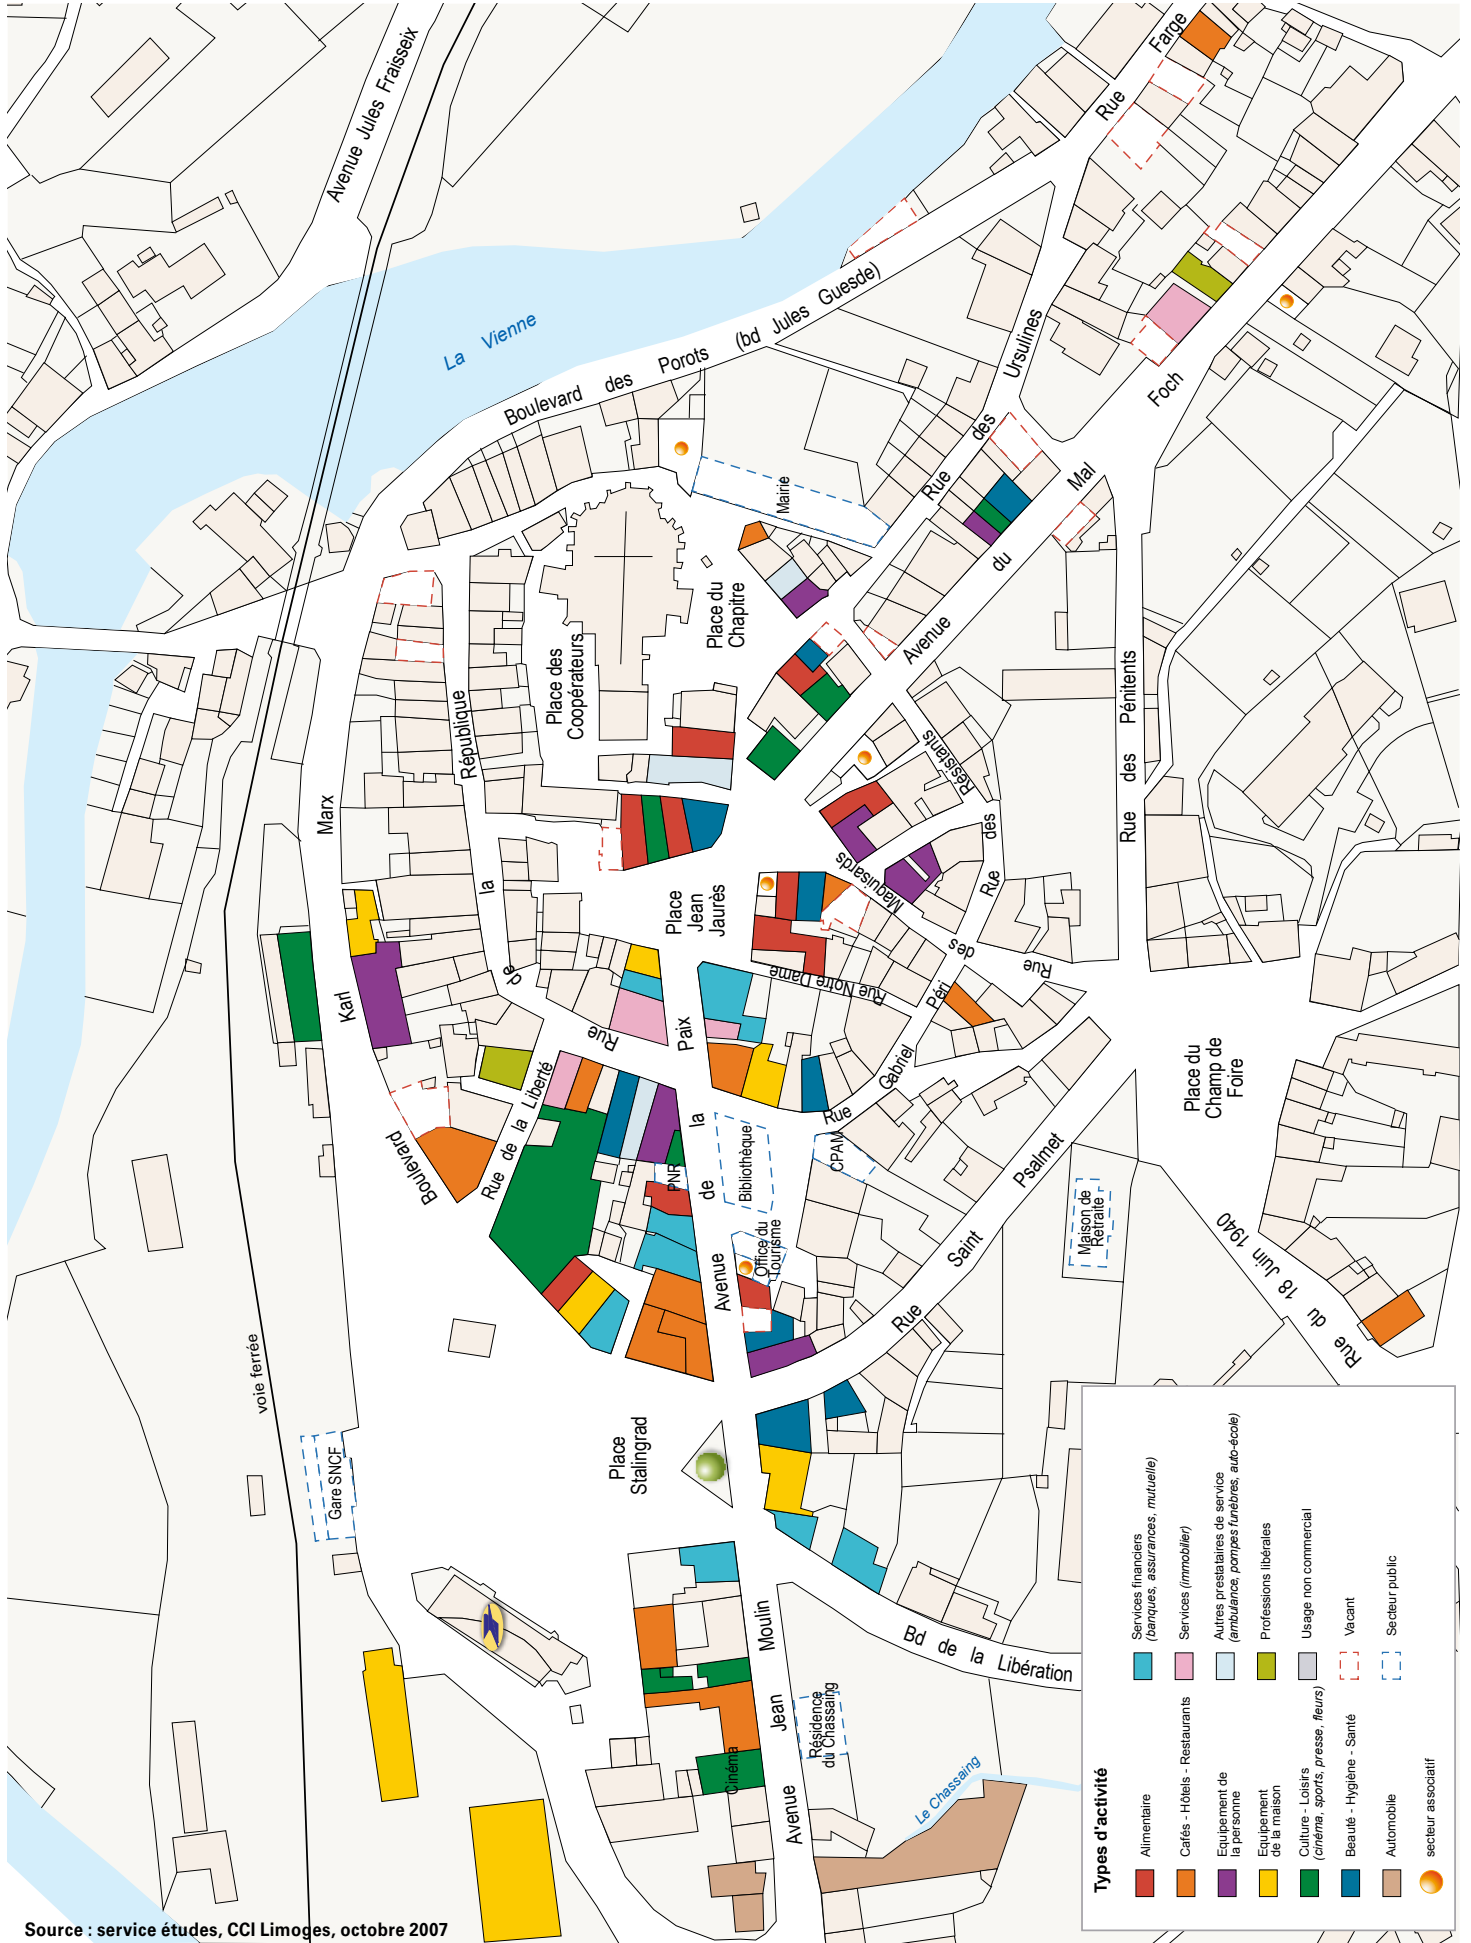 Avenue Jules Fraisseix
Rue Farge
La Vienne
Boulevard des Porots (bd Jules Guesde)
Rue des Ursulines
Avenue du Mal Foch
Mairie
Place du
Chapitre
Place des
Coopérateurs
Rue de la République
Boulevard Karl Marx
Place
Jean
Jaurès
Rue des Maquisards
Rue des Résistants
Rue des Pénitents
Rue Notre Dame
Rue Gabriel Péri
Rue de la Liberté
Avenue de la Paix
PNR
Bibliothèque
CPAM
Office du
Tourisme
Rue Saint Psalmet
Place du
Champ de
Foire
Maison de
Retraite
Rue du 18 Juin 1940
voie ferrée
Gare SNCF
Place
Stalingrad
Bd de la Libération
Avenue Jean Moulin
Résidence
du Chassaing
Cinéma
Le Chassaing
Types d'activité
Alimentaire
Cafés - Hôtels - Restaurants
Equipement de
la personne
Equipement
de la maison
Culture - Loisirs
(cinéma, sports, presse, fleurs)
Beauté - Hygiène - Santé
Automobile
secteur associatif
Services financiers
(banques, assurances, mutuelle)
Services (immobilier)
Autres prestataires de service
(ambulance, pompes funèbres, auto-école)
Professions libérales
Usage non commercial
Vacant
Secteur public
Source : service études, CCI Limoges, octobre 2007